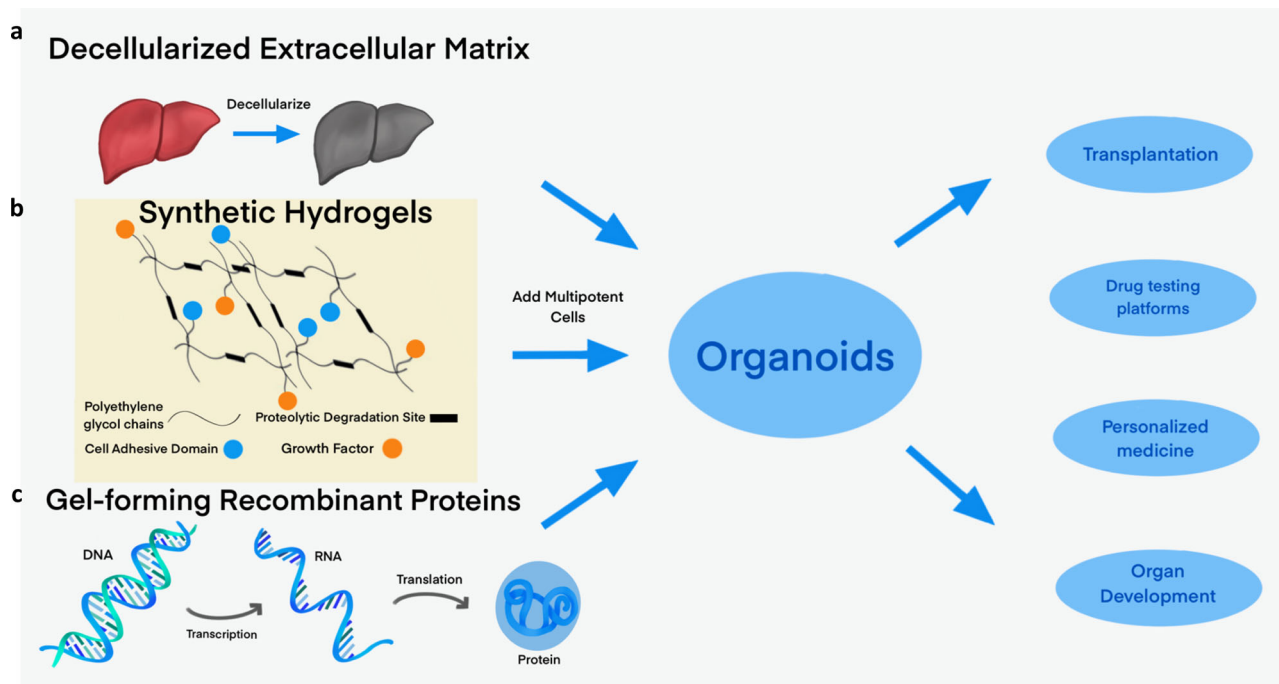 a
Decellularized Extracellular Matrix
Decellularize
b
Synthetic Hydrogels
Polyethylene
glycol chains
Proteolytic Degradation Site
Cell Adhesive Domain
Growth Factor
c
Gel-forming Recombinant Proteins
DNA
RNA
Transcription
Translation
Protein
Add Multipotent
Cells
Organoids
Transplantation
Drug testing
platforms
Personalized
medicine
Organ
Development